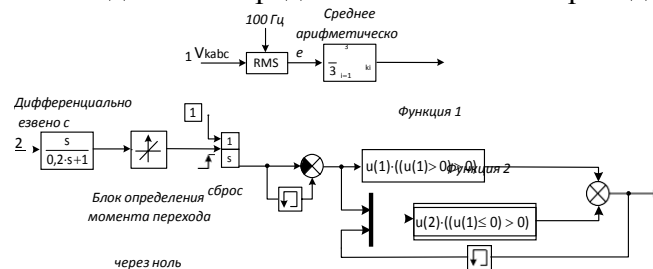 100 Гц
Среднее
арифметическо
1 Vkabc
RMS
e
3
3 i=1 ki
Дифференциально
езвено с
1
Функция 1
2
s
0,2·s+1
1
s
сброс
u(1)·((u(1)> 0) > 0)
Функция 2
Блок определения
момента перехода
u(2)·((u(1)≤ 0) > 0)
через ноль